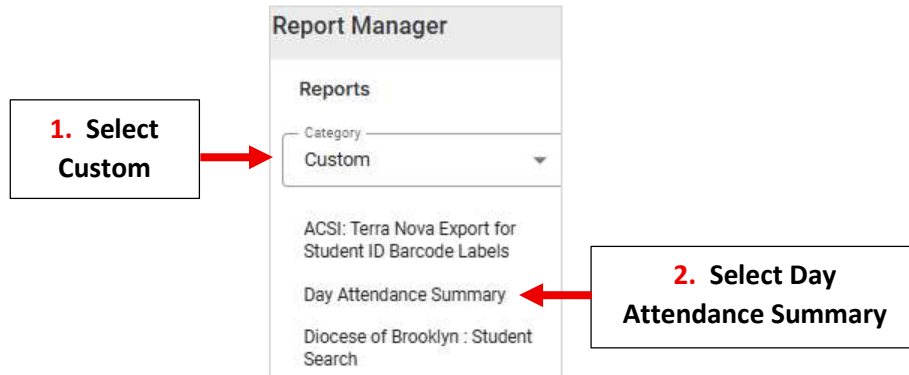 Report Manager
Reports
Category
Custom
1. Select
Custom
ACSI: Terra Nova Export for
Student ID Barcode Labels
Day Attendance Summary
2. Select Day
Attendance Summary
Diocese of Brooklyn : Student
Search